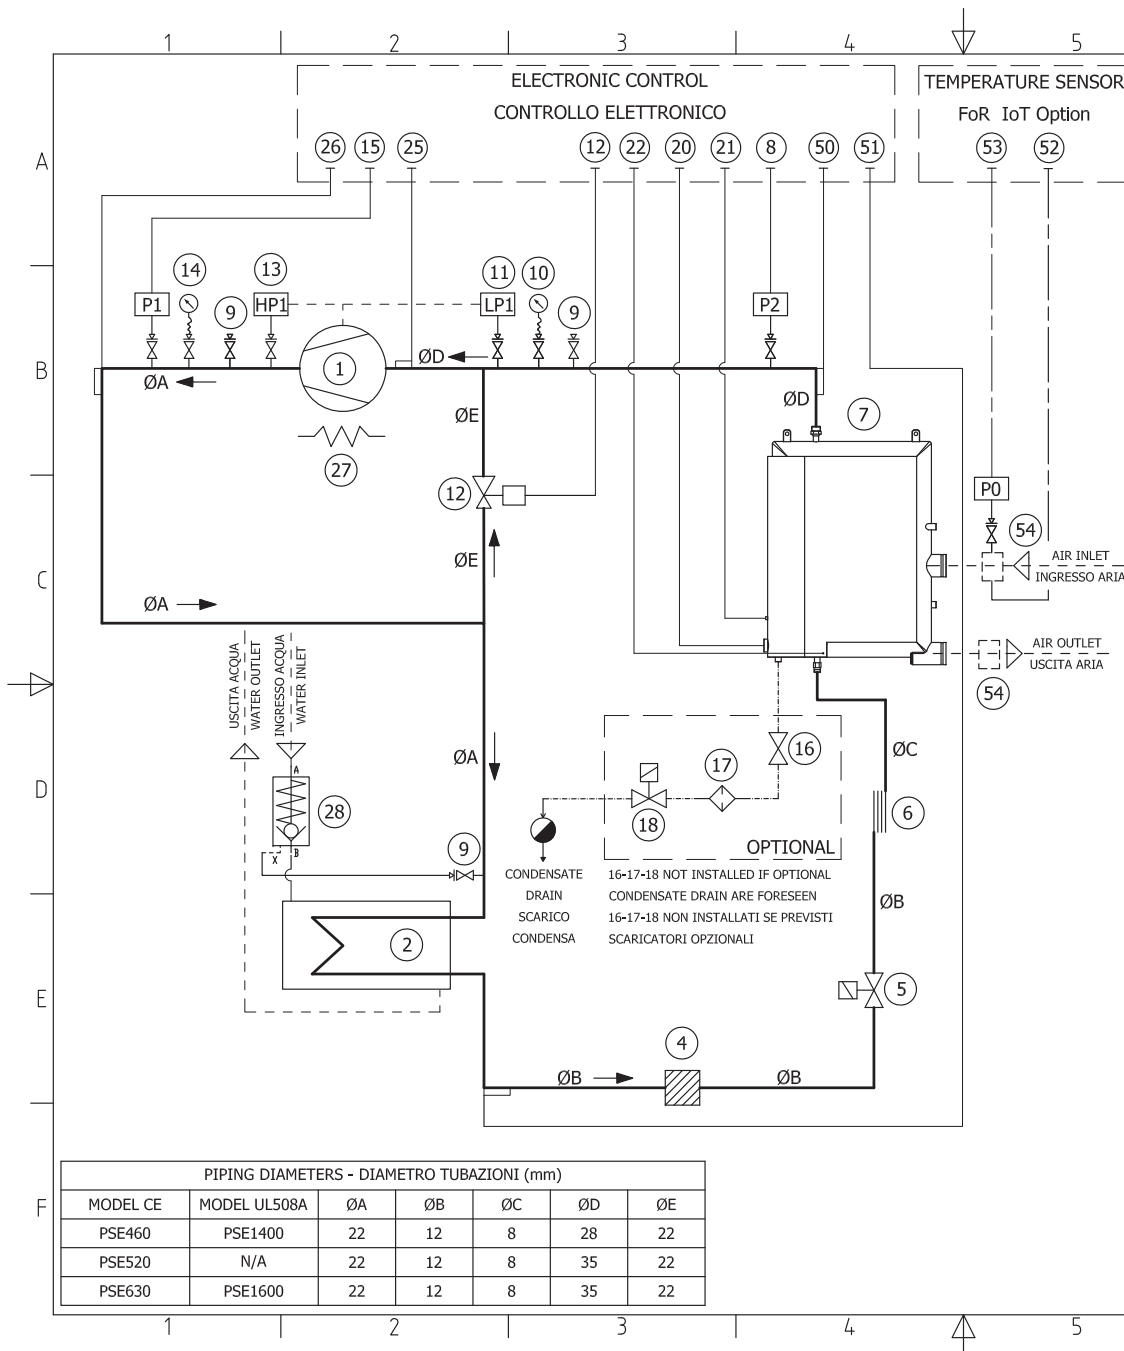 1 2 3 4 5
ELECTRONIC CONTROL
CONTROLLO ELETTRONICO
TEMPERATURE SENSOR
FoR IoT Option
26 15 25 12 22 20 21 8 50 51 53 52
A
14 13 11 10
P1 9 HP1 LP1 9 P2
B
1
ØD
ØA
ØE
ØD
7
27
12
P0
54
C
ØE
AIR INLET
INGRESSO ARIA
ØA
USCITA ACQUA
WATER OUTLET
INGRESSO ACQUA
WATER INLET
AIR OUTLET
USCITA ARIA
54
ØA
16
ØC
17
D
A
28
18
6
OPTIONAL
X B
9
CONDENSATE
DRAIN
SCARICO
CONDENSA
16-17-18 NOT INSTALLED IF OPTIONAL
CONDENSATE DRAIN ARE FORESEEN
16-17-18 NON INSTALLATI SE PREVISTI
SCARICATORI OPZIONALI
ØB
2
5
E
4
ØB ØB
F
PIPING DIAMETERS - DIAMETRO TUBAZIONI (mm)
MODEL CE MODEL UL508A ØA ØB ØC ØD ØE
PSE460 PSE1400 22 12 8 28 22
PSE520 N/A 22 12 8 35 22
PSE630 PSE1600 22 12 8 35 22
1 2 3 4 5